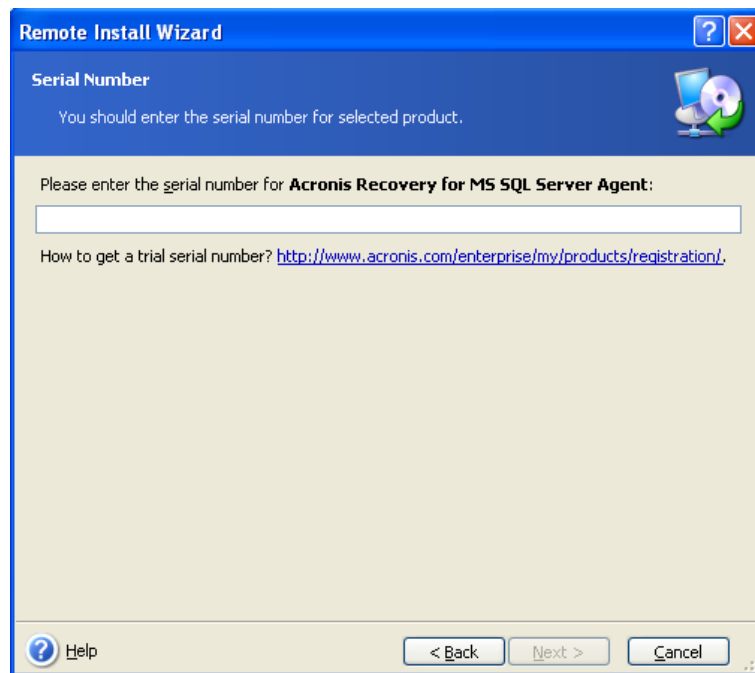 Remote Install Wizard
Serial Number
You should enter the serial number for selected product.
Please enter the serial number for Acronis Recovery for MS SQL Server Agent:
How to get a trial serial number? http://www.acronis.com/enterprise/my/products/registration/.
Help
< Back
Next >
Cancel